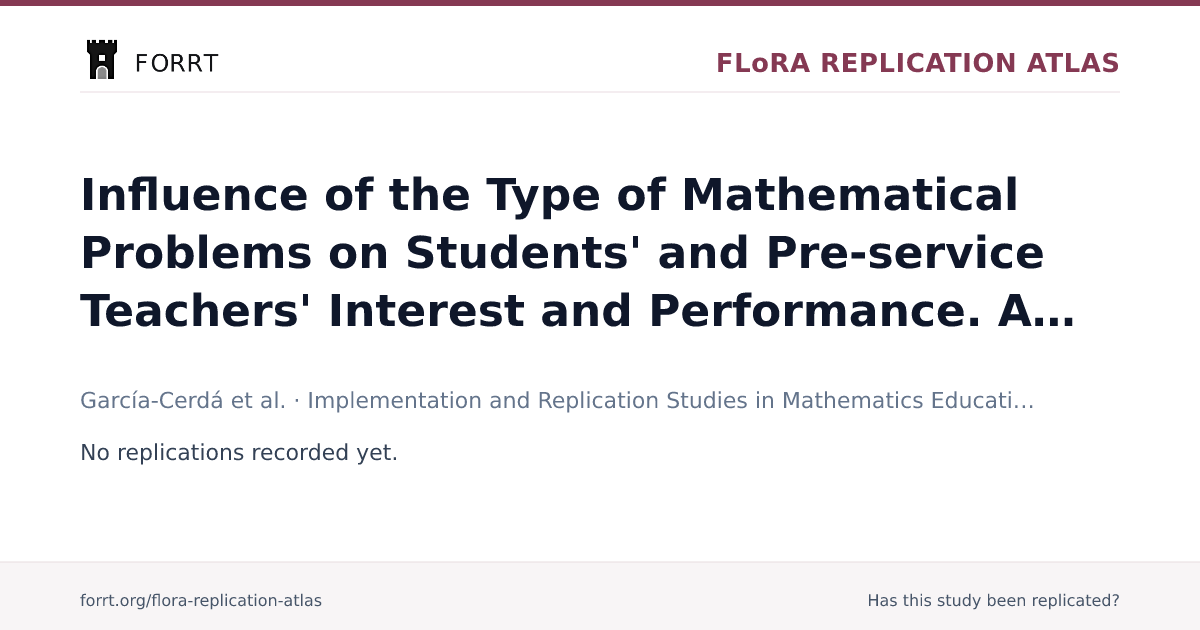 FORRT
FLoRA REPLICATION ATLAS
Influence of the Type of Mathematical
Problems on Students' and Pre-service
Teachers' Interest and Performance. A…
García-Cerdá et al. · Implementation and Replication Studies in Mathematics Educati…
No replications recorded yet.
forrt.org/flora-replication-atlas
Has this study been replicated?